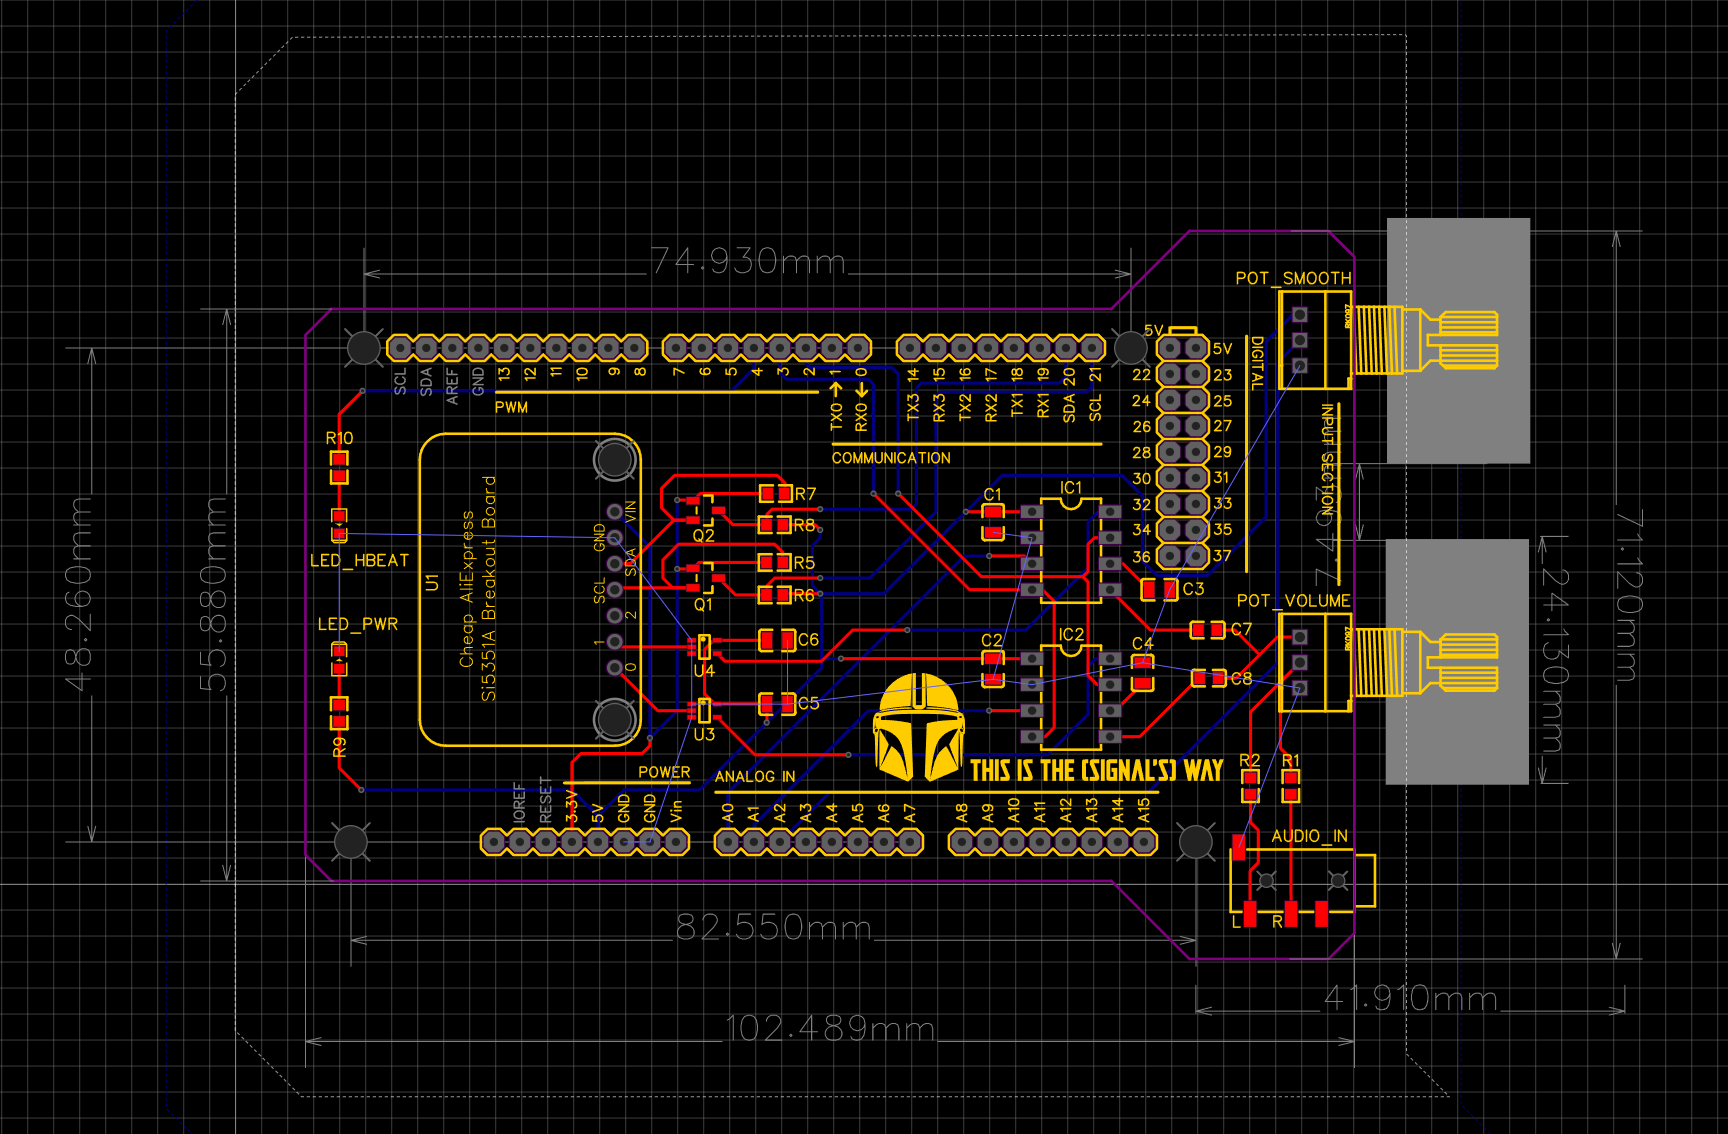 74.930mm
POT_SMOOTH
5V
5V
SCL
SDA
AREF
GND
13
12
11
10
9
8
7
6
5
4
3
2
1
0
TX0
RX0
TX3 14
RX3 15
TX2 16
RX2 17
TX1 18
RX1 19
SDA 20
SCL 21
PWM
COMMUNICATION
22 23
24 25
26 27
28 29
30 31
32 33
34 35
36 37
DIGITAL
INPUT SECTION
R10
LED_HBEAT
LED_PWR
R9
U1
Cheap AliExpress
Si5351A Breakout Board
VIN
GND
SDA
SCL
2
1
0
R7
R8
Q2
R5
R6
Q1
C6
U4
C5
U3
C1
IC1
C3
C2
IC2
C4
C7
C8
POT_VOLUME
R2
R1
AUDIO_IN
L
R
THIS IS THE (SIGNAL'S) WAY
POWER
ANALOG IN
IOREF
RESET
3.3V
5V
GND
GND
Vin
A0
A1
A2
A3
A4
A5
A6
A7
A8
A9
A10
A11
A12
A13
A14
A15
48.260mm
55.880mm
71.120mm
24.130mm
82.550mm
41.910mm
102.489mm